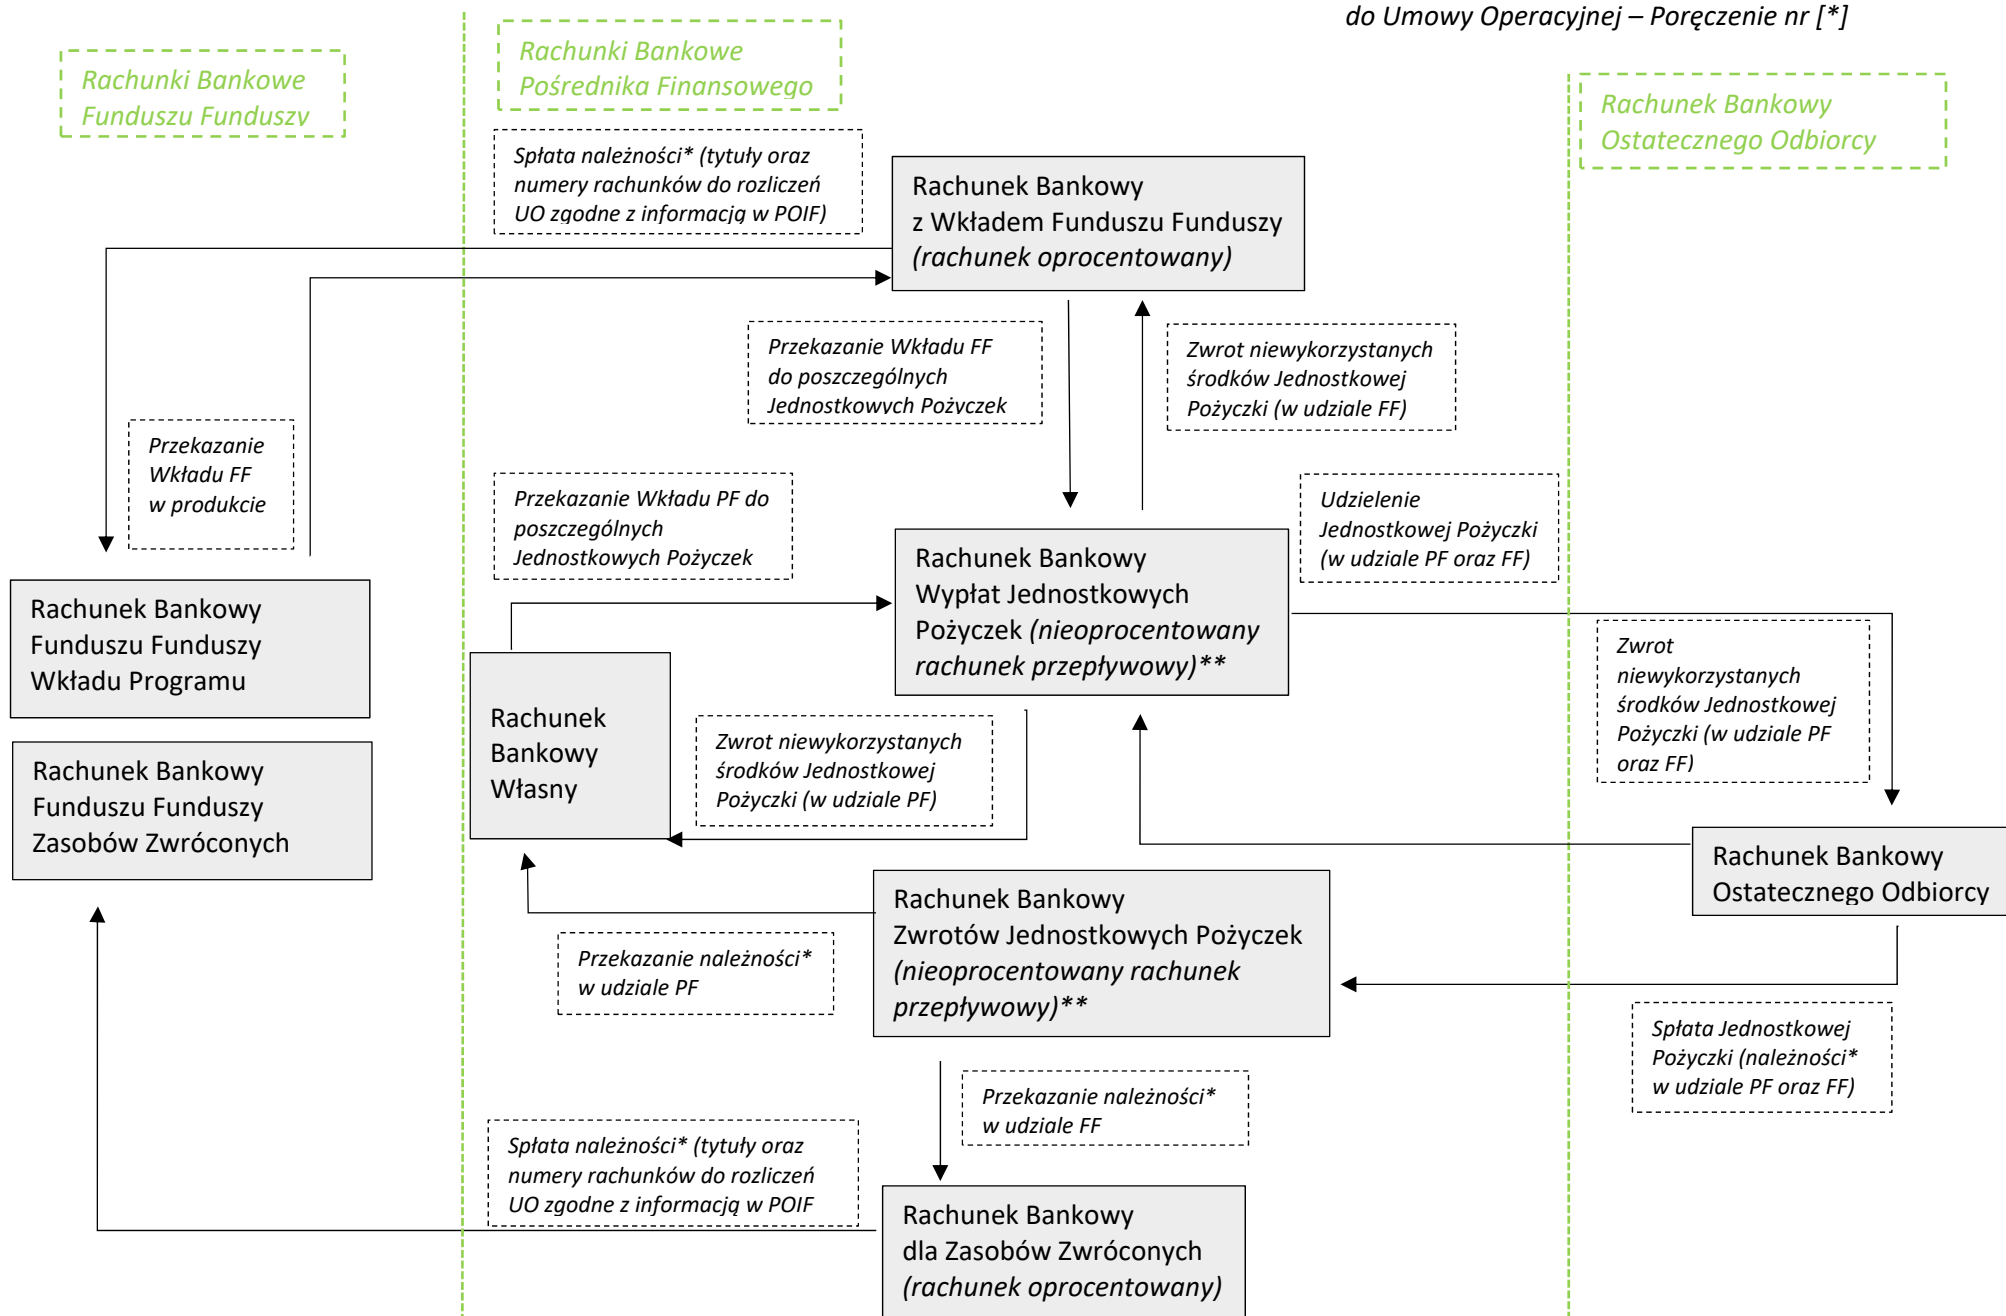 do Umowy Operacyjnej – Poręczenie nr [*]
Rachunki Bankowe
Funduszu Funduszy
Rachunki Bankowe
Pośrednika Finansowego
Rachunek Bankowy
Ostatecznego Odbiorcy
Spłata należności* (tytuły oraz
numery rachunków do rozliczeń
UO zgodne z informacją w POIF)
Rachunek Bankowy
z Wkładem Funduszu Funduszy
(rachunek oprocentowany)
Przekazanie Wkładu FF
do poszczególnych
Jednostkowych Pożyczek
Zwrot niewykorzystanych
środków Jednostkowej
Pożyczki (w udziale FF)
Przekazanie
Wkładu FF
w produkcie
Przekazanie Wkładu PF do
poszczególnych
Jednostkowych Pożyczek
Udzielenie
Jednostkowej Pożyczki
(w udziale PF oraz FF)
Rachunek Bankowy
Wypłat Jednostkowych
Pożyczek (nieoprocentowany
rachunek przepływowy)**
Rachunek Bankowy
Funduszu Funduszy
Wkładu Programu
Zwrot
niewykorzystanych
środków Jednostkowej
Pożyczki (w udziale PF
oraz FF)
Rachunek
Bankowy
Własny
Zwrot niewykorzystanych
środków Jednostkowej
Pożyczki (w udziale PF)
Rachunek Bankowy
Funduszu Funduszy
Zasobów Zwróconych
Rachunek Bankowy
Ostatecznego Odbiorcy
Rachunek Bankowy
Zwrotów Jednostkowych Pożyczek
(nieoprocentowany rachunek
przepływowy)**
Przekazanie należności*
w udziale PF
Spłata Jednostkowej
Pożyczki (należności*
w udziale PF oraz FF)
Przekazanie należności*
w udziale FF
Spłata należności* (tytuły oraz
numery rachunków do rozliczeń
UO zgodne z informacją w POIF
Rachunek Bankowy
dla Zasobów Zwróconych
(rachunek oprocentowany)